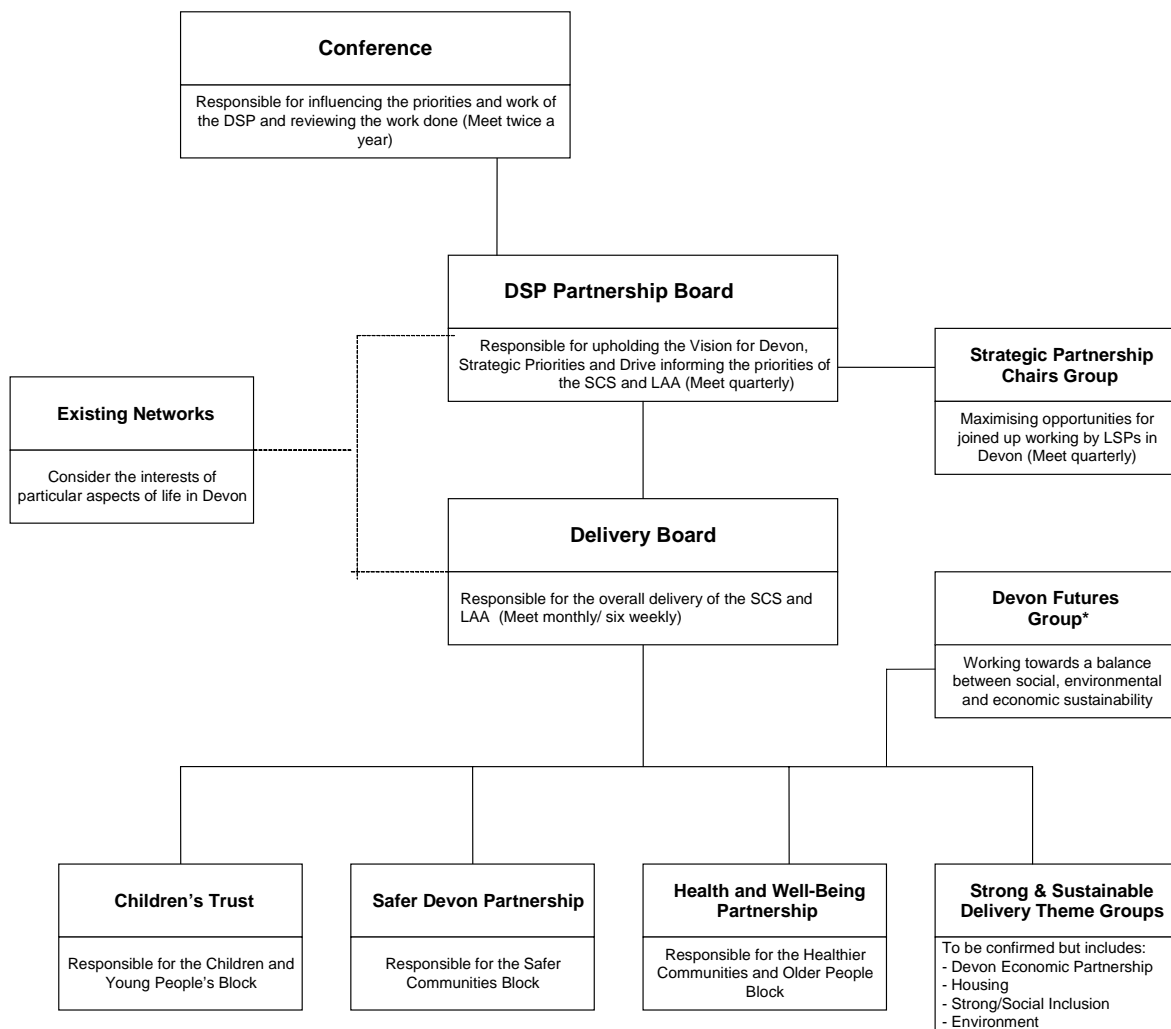 Conference
Responsible for influencing the priorities and work of
the DSP and reviewing the work done (Meet twice a
year)
DSP Partnership Board
Responsible for upholding the Vision for Devon,
Strategic Priorities and Drive informing the priorities of
the SCS and LAA (Meet quarterly)
Strategic Partnership
Chairs Group
Maximising opportunities for
joined up working by LSPs in
Devon (Meet quarterly)
Existing Networks
Consider the interests of
particular aspects of life in Devon
Delivery Board
Responsible for the overall delivery of the SCS and
LAA (Meet monthly/ six weekly)
Devon Futures
Group*
Working towards a balance
between social, environmental
and economic sustainability
Children’s Trust
Responsible for the Children and
Young People’s Block
Safer Devon Partnership
Responsible for the Safer
Communities Block
Health and Well-Being
Partnership
Responsible for the Healthier
Communities and Older People
Block
Strong & Sustainable
Delivery Theme Groups
To be confirmed but includes:
- Devon Economic Partnership
- Housing
- Strong/Social Inclusion
- Environment